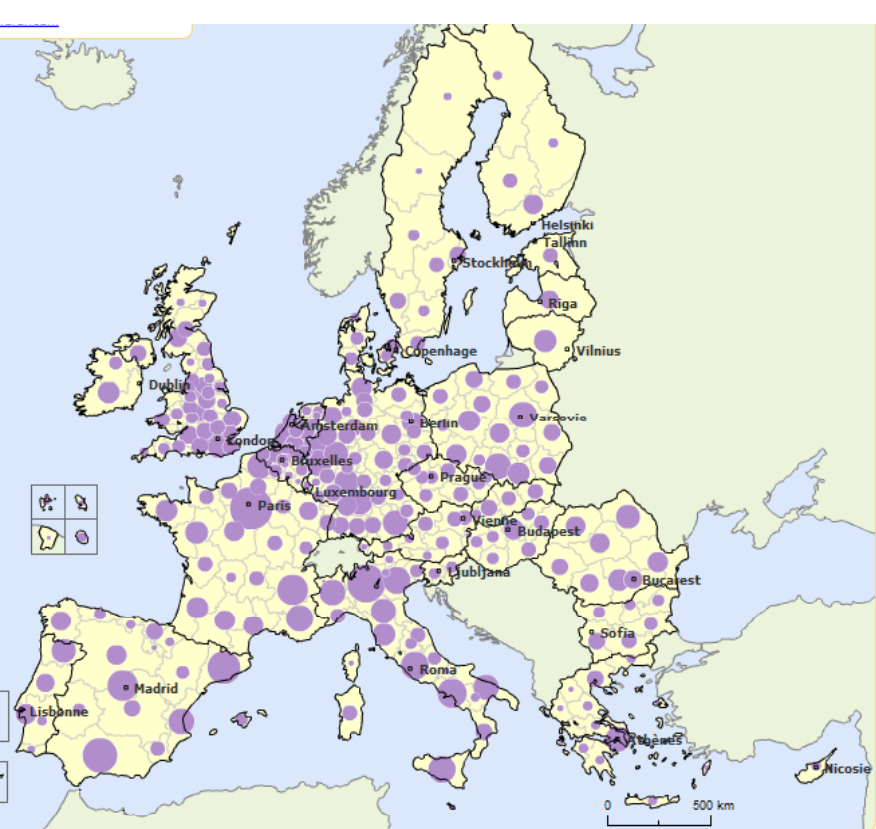 Helsinki
Tallinn
Stockholm
Riga
Copenhage
Vilnius
Dublin
Amsterdam
Berlin
Varsovie
London
Bruxelles
Prague
Luxembourg
Paris
Vienne
Budapest
Ljubljana
Bucarest
Sofia
Roma
Madrid
Lisbonne
Athènes
Nicosie
0 500 km